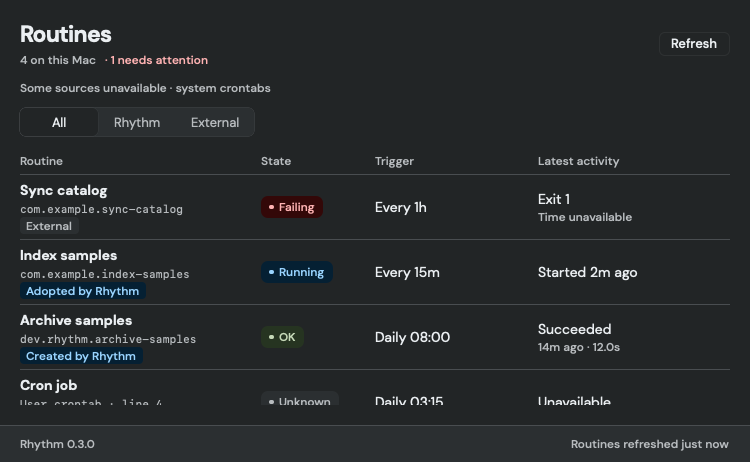 Routines
4 on this Mac · 1 needs attention
Refresh
Some sources unavailable · system crontabs
All Rhythm External
Routine State Trigger Latest activity
Sync catalog
com.example.sync-catalog
External
Failing
Every 1h
Exit 1
Time unavailable
Index samples
com.example.index-samples
Adopted by Rhythm
Running
Every 15m
Started 2m ago
Archive samples
dev.rhythm.archive-samples
Created by Rhythm
OK
Daily 08:00
Succeeded
14m ago · 12.0s
Cron job
User crontab · line 4
Unknown
Daily 03:15
Unavailable
Rhythm 0.3.0
Routines refreshed just now